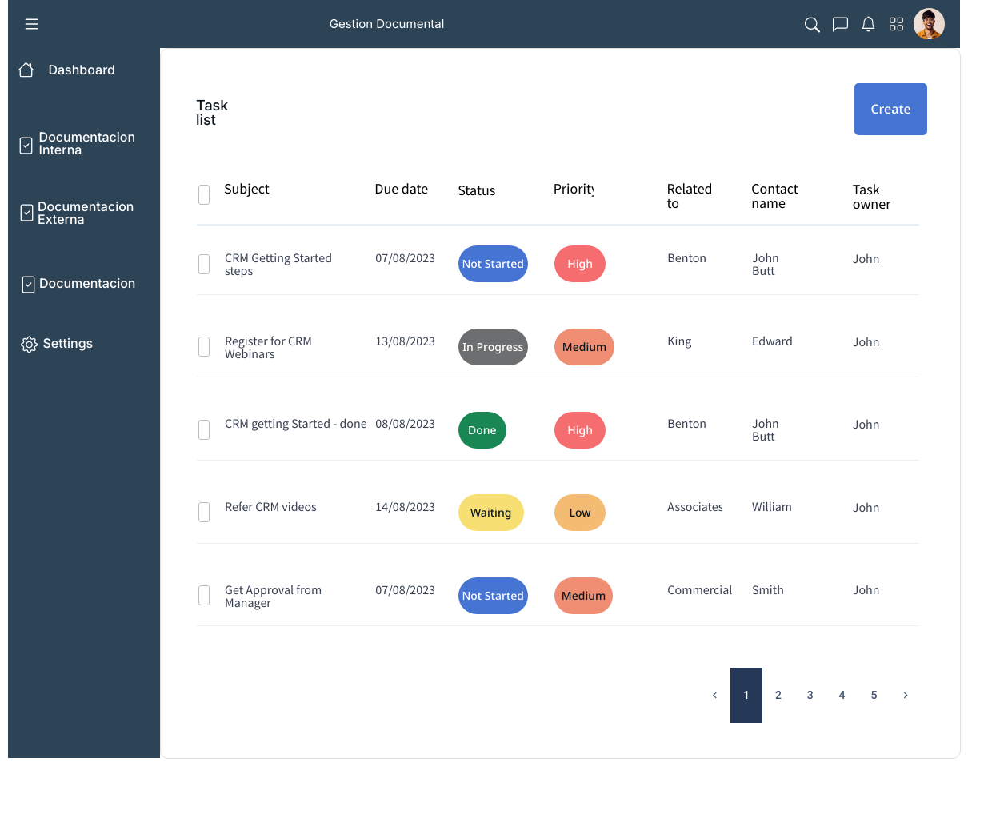 Gestion Documental
Dashboard
Documentacion
Interna
Documentacion
Externa
Documentacion
Settings
Task
list
Create
Subject
Due date
Status
Priority
Related
to
Contact
name
Task
owner
CRM Getting Started
steps
07/08/2023
Not Started
High
Benton
John
Butt
John
Register for CRM
Webinars
13/08/2023
In Progress
Medium
King
Edward
John
CRM getting Started - done
08/08/2023
Done
High
Benton
John
Butt
John
Refer CRM videos
14/08/2023
Waiting
Low
Associates
William
John
Get Approval from
Manager
07/08/2023
Not Started
Medium
Commercial
Smith
John
1 2 3 4 5